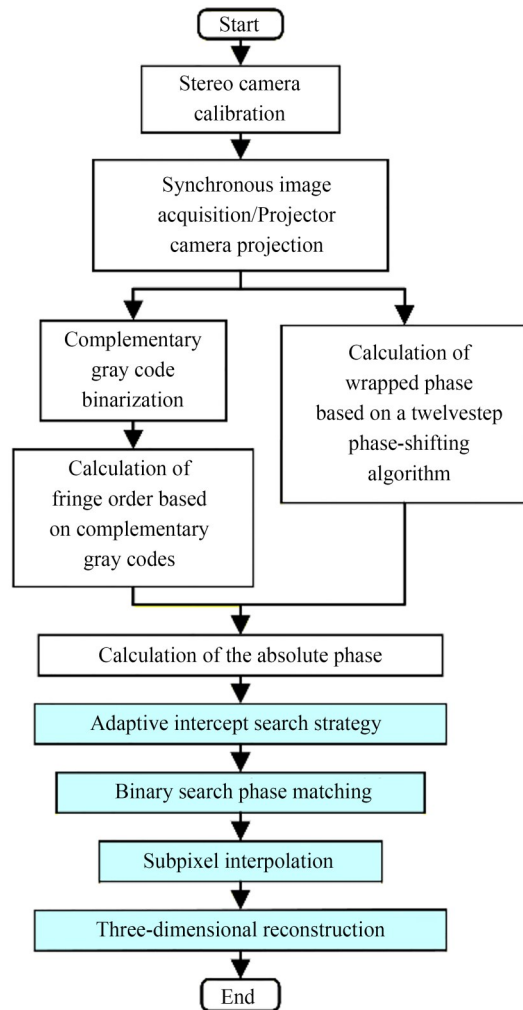 Start
Stereo camera
calibration
Synchronous image
acquisition/Projector
camera projection
Complementary
gray code
binarization
Calculation of
fringe order based
on complementary
gray codes
Calculation of
wrapped phase
based on a twelvestep
phase-shifting
algorithm
Calculation of the absolute phase
Adaptive intercept search strategy
Binary search phase matching
Subpixel interpolation
Three-dimensional reconstruction
End